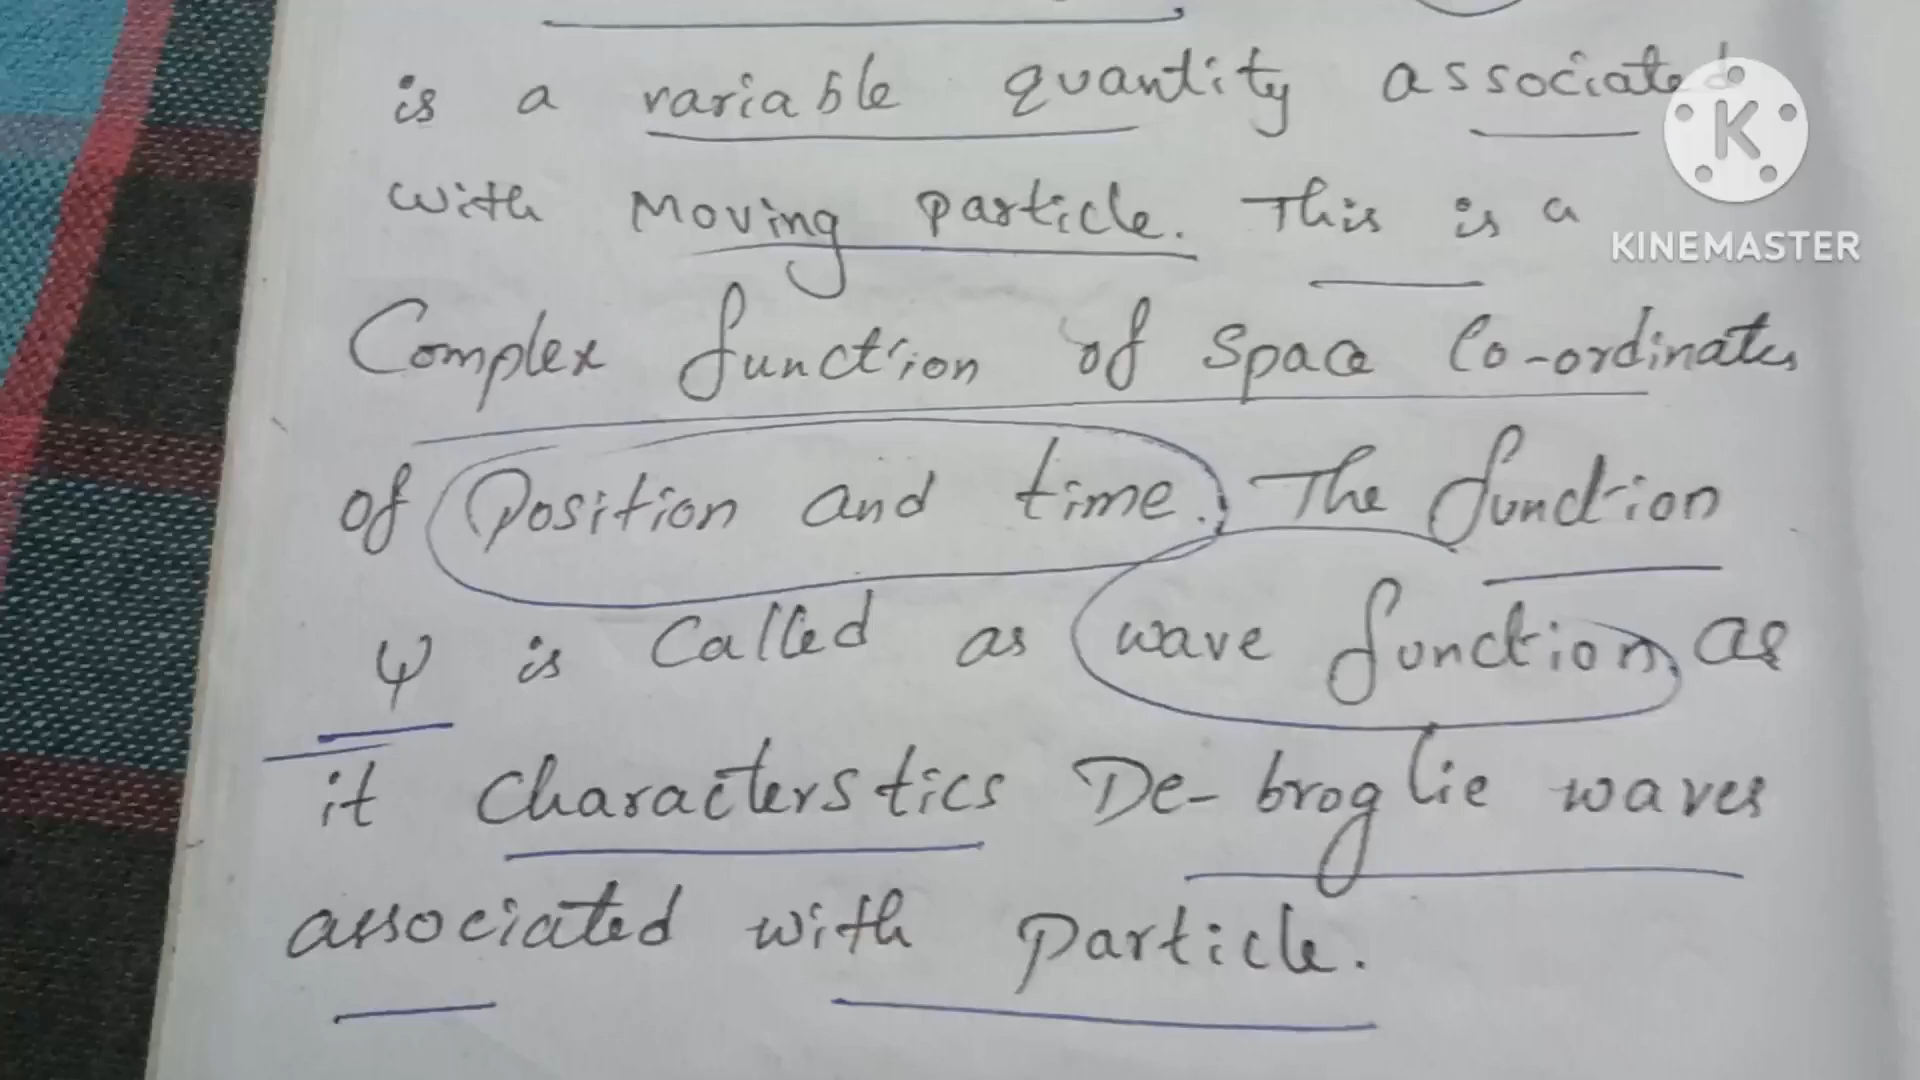 is a variable quantity associated
with Moving particle. This is a
KINEMASTER
Complex function of space Co-ordinates
of Position and time. The function
ψ is Called as wave function as
it Characterstics De-broglie waves
associated with particle.